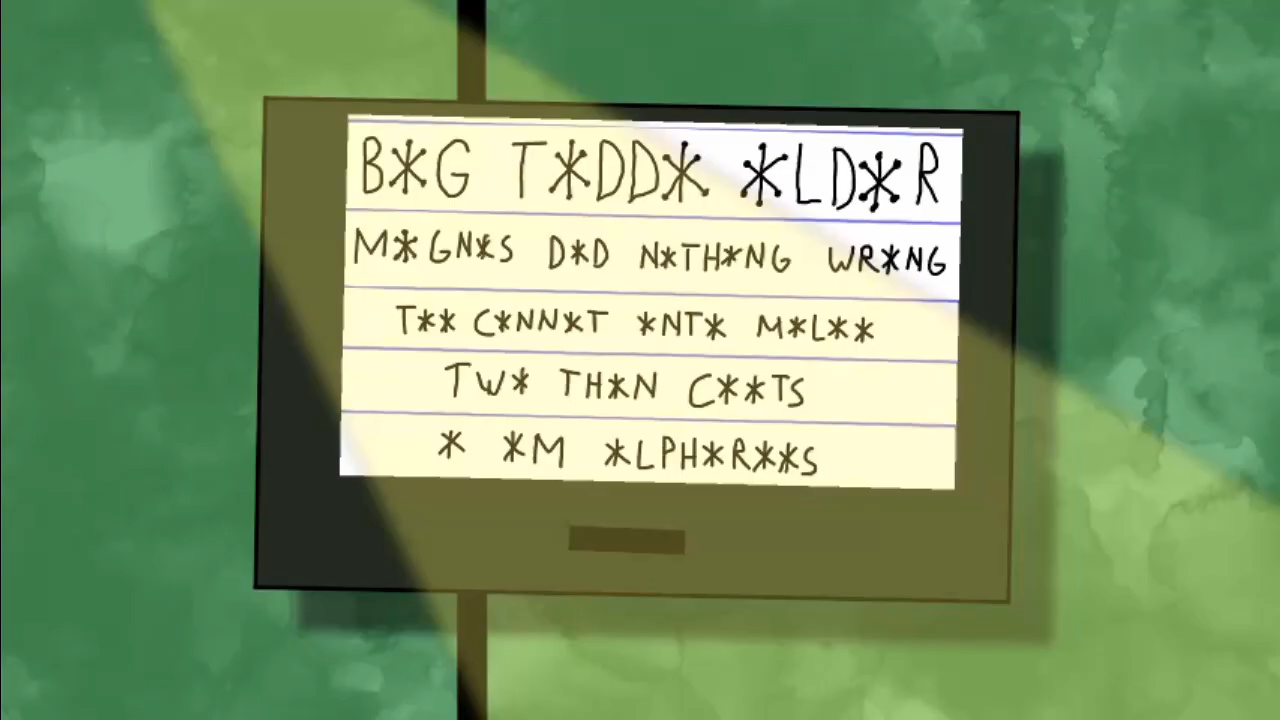 B*G T*DD* *LD*R
M*GN*S D*D N*TH*NG WR*NG
T** C*NN*T *NT* M*L**
TW* TH*N C**TS
* *M *LPH*R**S